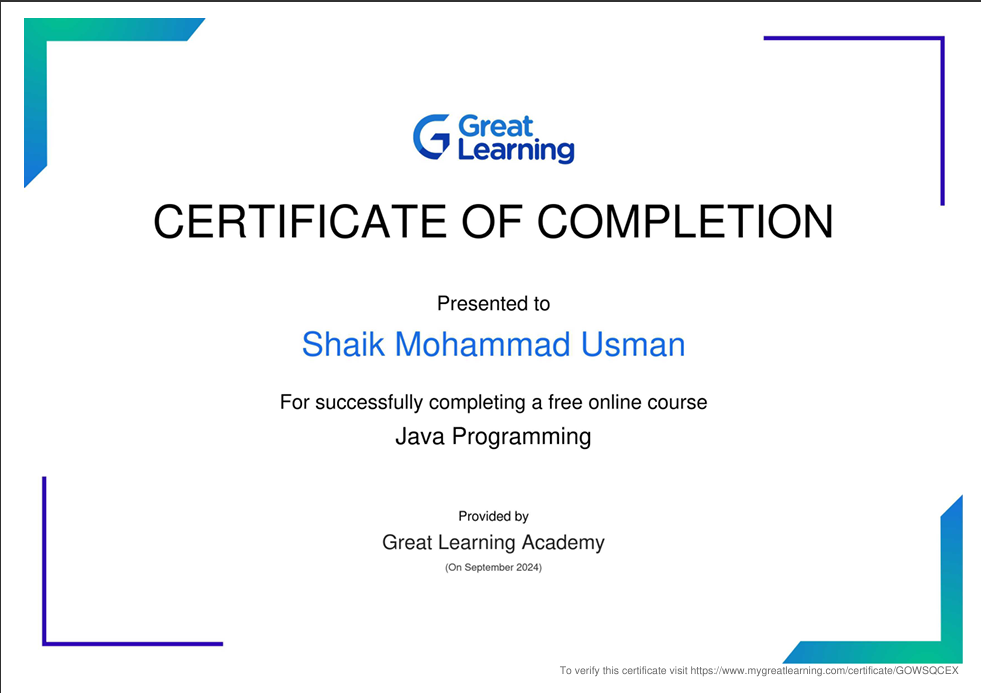 Great
Learning
CERTIFICATE OF COMPLETION
Presented to
Shaik Mohammad Usman
For successfully completing a free online course
Java Programming
Provided by
Great Learning Academy
(On September 2024)
To verify this certificate visit https://www.mygreatlearning.com/certificate/GOWSQCEX